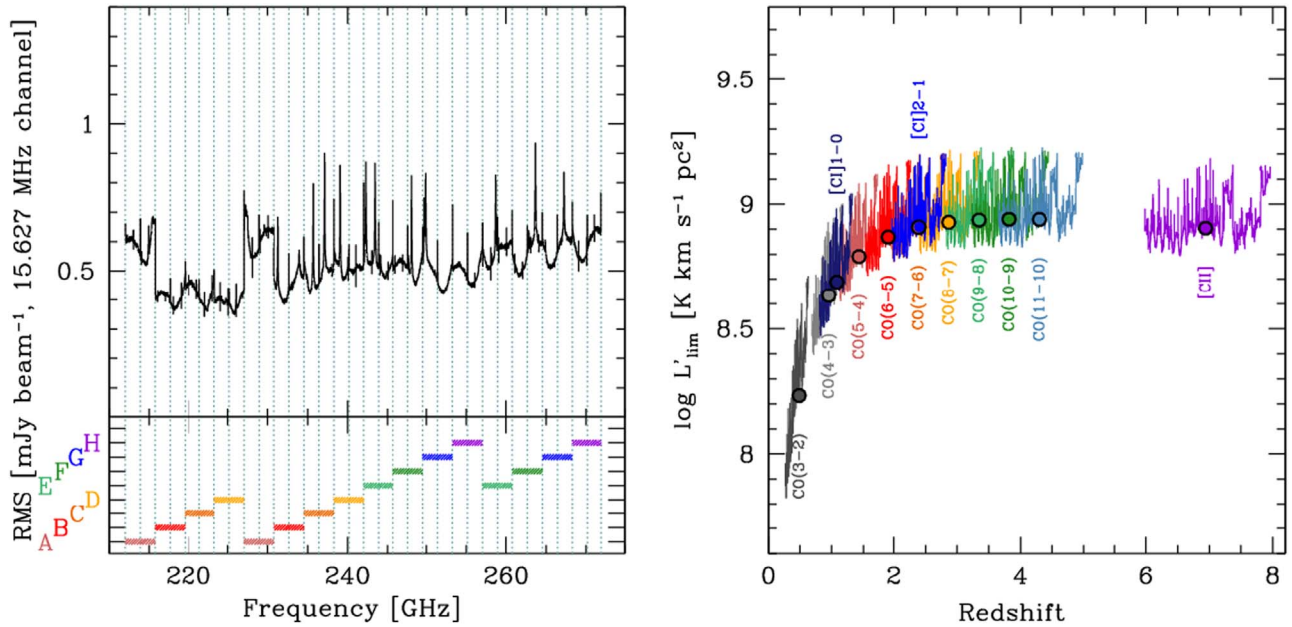 RMS [mJy beam⁻¹, 15.627 MHz channel]
1
0.5
H
G
F
E
D
C
B
A
220
240
260
Frequency [GHz]
log L'lim [K km s⁻¹ pc²]
9.5
9
8.5
8
[CI]1-0
[CI]2-1
CO(3-2)
CO(4-3)
CO(5-4)
CO(6-5)
CO(7-6)
CO(8-7)
CO(9-8)
CO(10-9)
CO(11-10)
[CII]
0
2
4
6
8
Redshift